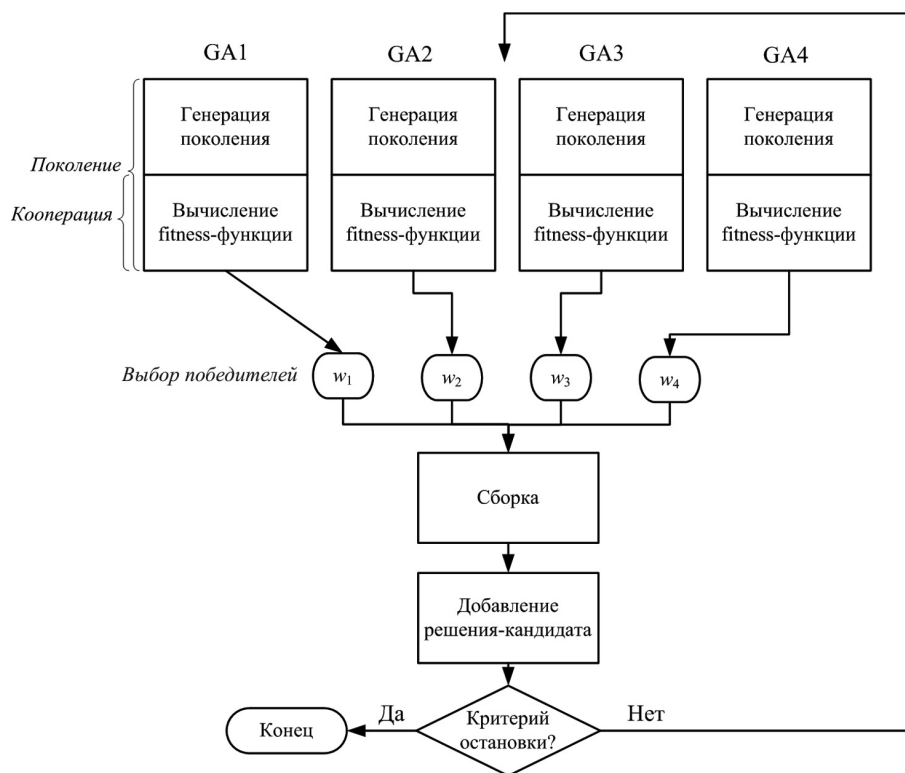 GA1
GA2
GA3
GA4
Генерация
поколения
Генерация
поколения
Генерация
поколения
Генерация
поколения
Поколение
Кооперация
Вычисление
fitness-функции
Вычисление
fitness-функции
Вычисление
fitness-функции
Вычисление
fitness-функции
Выбор победителей
w1
w2
w3
w4
Сборка
Добавление
решения-кандидата
Критерий
остановки?
Да
Нет
Конец